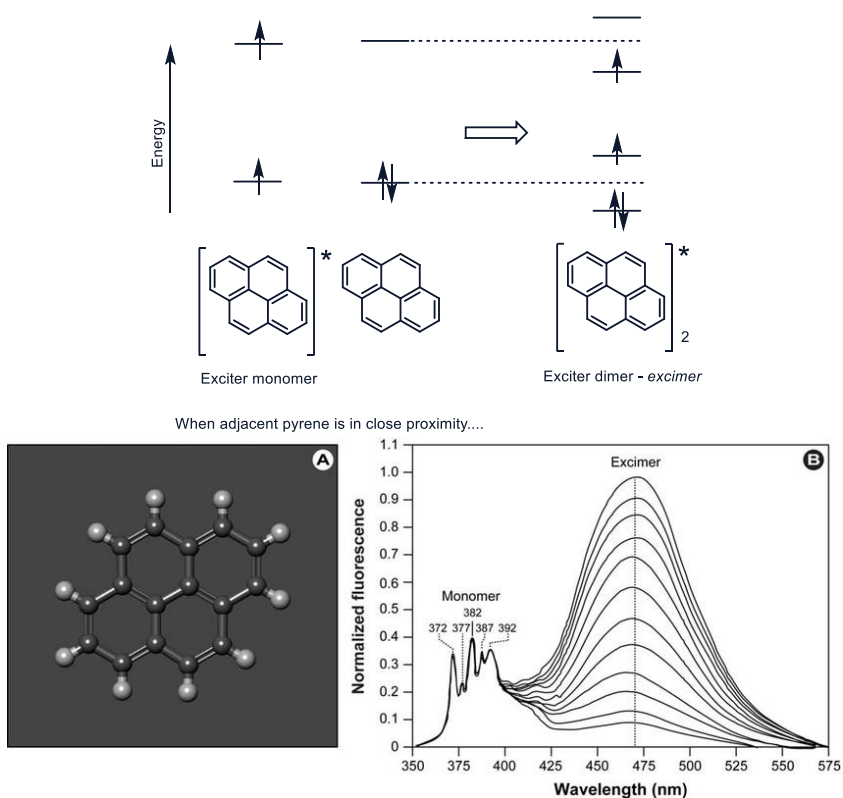 Energy
*
*
2
Exciter monomer
Exciter dimer - excimer
When adjacent pyrene is in close proximity....
A
B
1.1
1.0
0.9
0.8
0.7
0.6
0.5
0.4
0.3
0.2
0.1
0
Normalized fluorescence
Excimer
Monomer
382
372 377 387 392
350 375 400 425 450 475 500 525 550 575
Wavelength (nm)